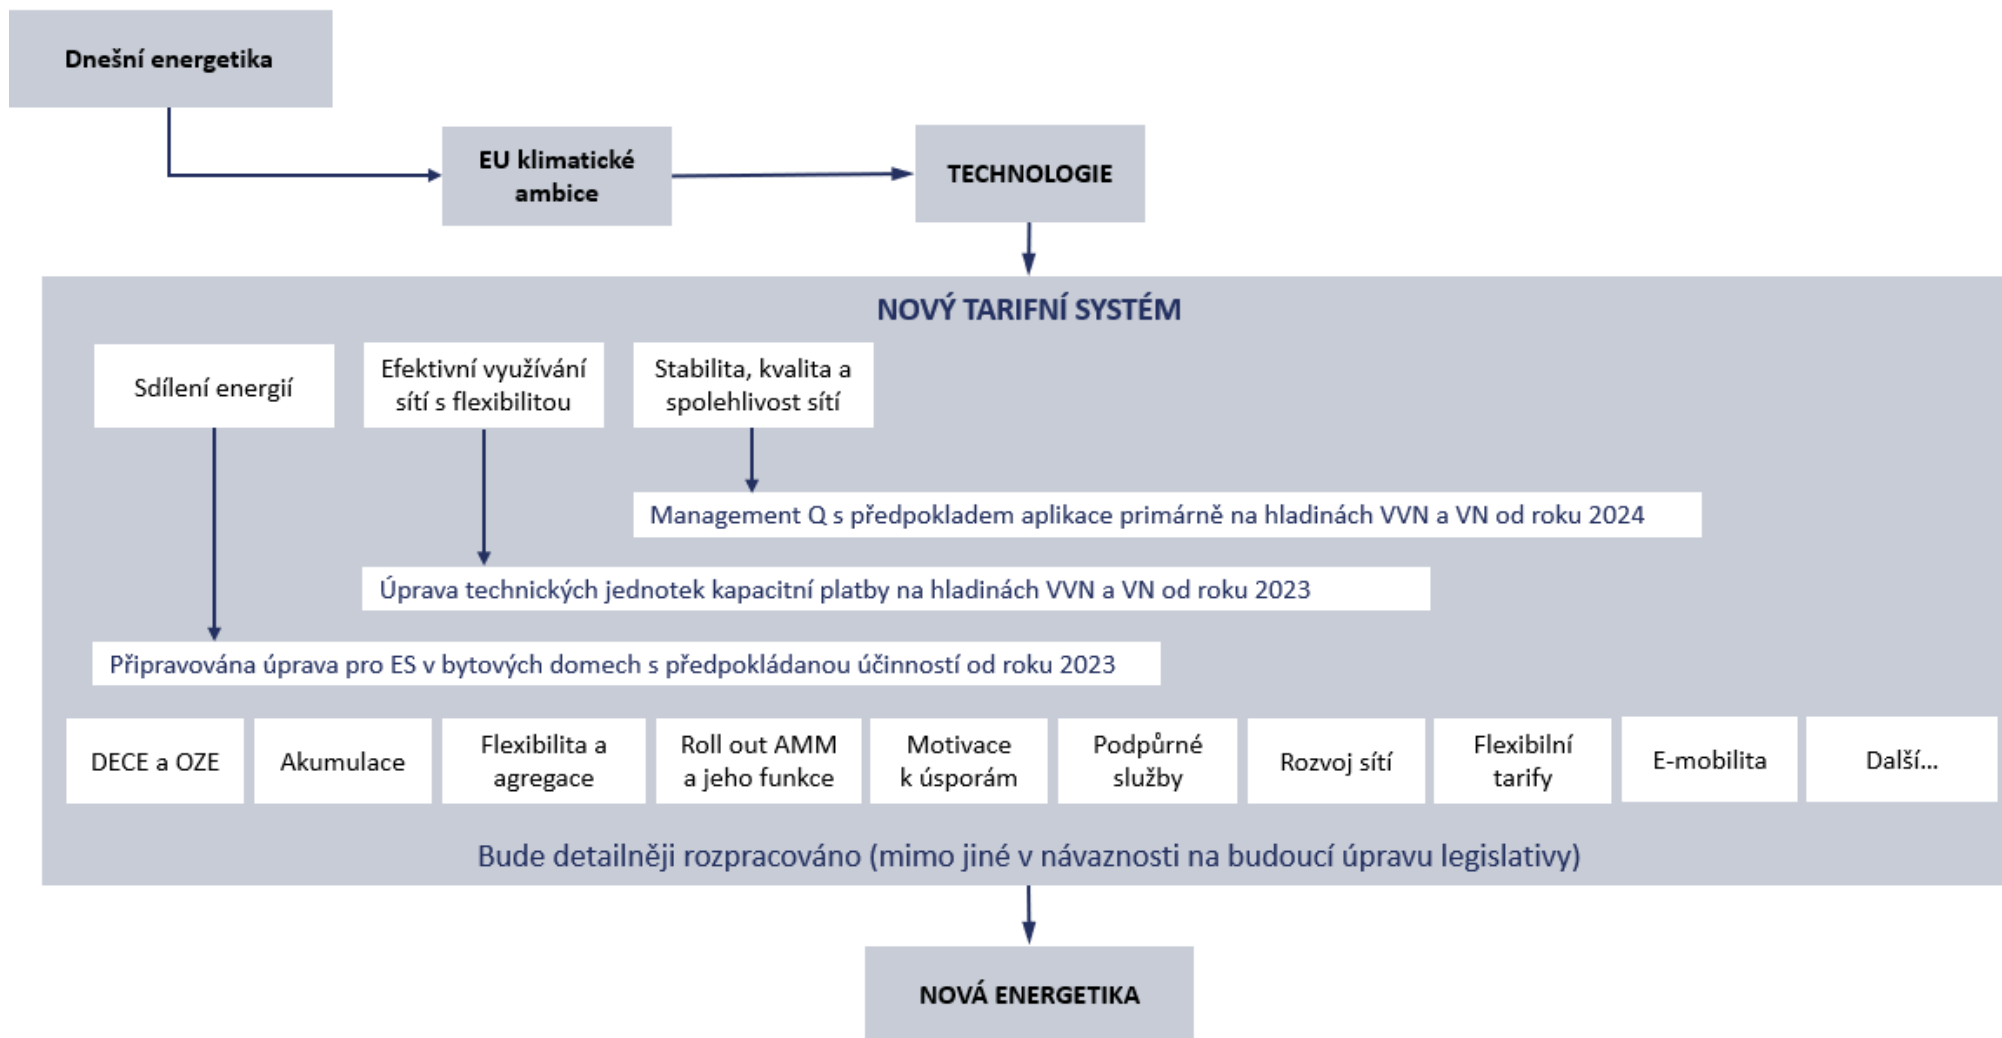 Dnešní energetika
EU klimatické
ambice
TECHNOLOGIE
NOVÝ TARIFNÍ SYSTÉM
Sdílení energií
Efektivní využívání
sítí s flexibilitou
Stabilita, kvalita a
spolehlivost sítí
Management Q s předpokladem aplikace primárně na hladinách VVN a VN od roku 2024
Úprava technických jednotek kapacitní platby na hladinách VVN a VN od roku 2023
Připravována úprava pro ES v bytových domech s předpokládanou účinností od roku 2023
DECE a OZE
Akumulace
Flexibilita a
agregace
Roll out AMM
a jeho funkce
Motivace
k úsporám
Podpůrné
služby
Rozvoj sítí
Flexibilní
tarify
E-mobilita
Další...
Bude detailněji rozpracováno (mimo jiné v návaznosti na budoucí úpravu legislativy)
NOVÁ ENERGETIKA